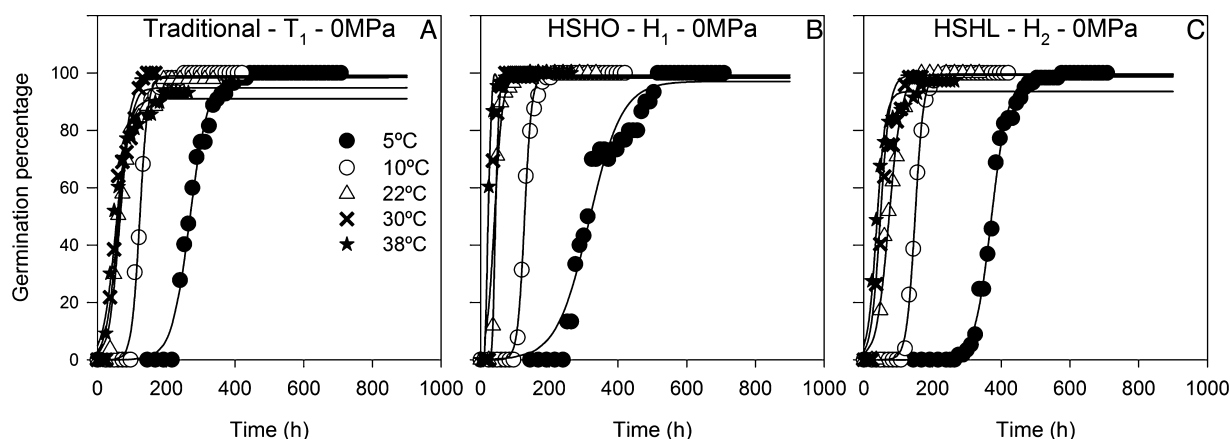 Traditional - T1 - 0MPa A
HSHO - H1 - 0MPa B
HSHL - H2 - 0MPa C
Germination percentage
100
80
60
40
20
0
5ºC
10ºC
22ºC
30ºC
38ºC
0 200 400 600 800 1000
0 200 400 600 800 1000
0 200 400 600 800 1000
Time (h)
Time (h)
Time (h)